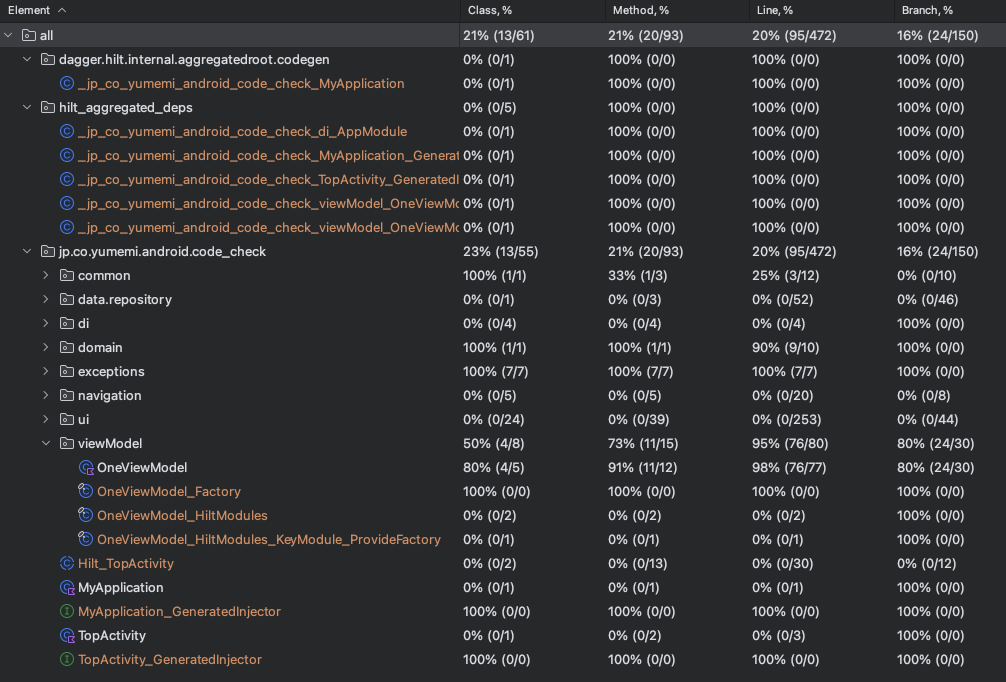 Element Class, % Method, % Line, % Branch, %
all 21% (13/61) 21% (20/93) 20% (95/472) 16% (24/150)
dagger.hilt.internal.aggregatedroot.codegen 0% (0/1) 100% (0/0) 100% (0/0) 100% (0/0)
_jp_co_yumemi_android_code_check_MyApplication 0% (0/1) 100% (0/0) 100% (0/0) 100% (0/0)
hilt_aggregated_deps 0% (0/5) 100% (0/0) 100% (0/0) 100% (0/0)
_jp_co_yumemi_android_code_check_di_AppModule 0% (0/1) 100% (0/0) 100% (0/0) 100% (0/0)
_jp_co_yumemi_android_code_check_MyApplication_Generat 0% (0/1) 100% (0/0) 100% (0/0) 100% (0/0)
_jp_co_yumemi_android_code_check_TopActivity_GeneratedI 0% (0/1) 100% (0/0) 100% (0/0) 100% (0/0)
_jp_co_yumemi_android_code_check_viewModel_OneViewMo 0% (0/1) 100% (0/0) 100% (0/0) 100% (0/0)
_jp_co_yumemi_android_code_check_viewModel_OneViewMo 0% (0/1) 100% (0/0) 100% (0/0) 100% (0/0)
jp.co.yumemi.android.code_check 23% (13/55) 21% (20/93) 20% (95/472) 16% (24/150)
common 100% (1/1) 33% (1/3) 25% (3/12) 0% (0/10)
data.repository 0% (0/1) 0% (0/3) 0% (0/52) 0% (0/46)
di 0% (0/4) 0% (0/4) 0% (0/4) 100% (0/0)
domain 100% (1/1) 100% (1/1) 90% (9/10) 100% (0/0)
exceptions 100% (7/7) 100% (7/7) 100% (7/7) 100% (0/0)
navigation 0% (0/5) 0% (0/5) 0% (0/20) 0% (0/8)
ui 0% (0/24) 0% (0/39) 0% (0/253) 0% (0/44)
viewModel 50% (4/8) 73% (11/15) 95% (76/80) 80% (24/30)
OneViewModel 80% (4/5) 91% (11/12) 98% (76/77) 80% (24/30)
OneViewModel_Factory 100% (0/0) 100% (0/0) 100% (0/0) 100% (0/0)
OneViewModel_HiltModules 0% (0/2) 0% (0/2) 0% (0/2) 100% (0/0)
OneViewModel_HiltModules_KeyModule_ProvideFactory 0% (0/1) 0% (0/1) 0% (0/1) 100% (0/0)
Hilt_TopActivity 0% (0/2) 0% (0/13) 0% (0/30) 0% (0/12)
MyApplication 0% (0/1) 0% (0/1) 0% (0/1) 100% (0/0)
MyApplication_GeneratedInjector 100% (0/0) 100% (0/0) 100% (0/0) 100% (0/0)
TopActivity 0% (0/1) 0% (0/2) 0% (0/3) 100% (0/0)
TopActivity_GeneratedInjector 100% (0/0) 100% (0/0) 100% (0/0) 100% (0/0)